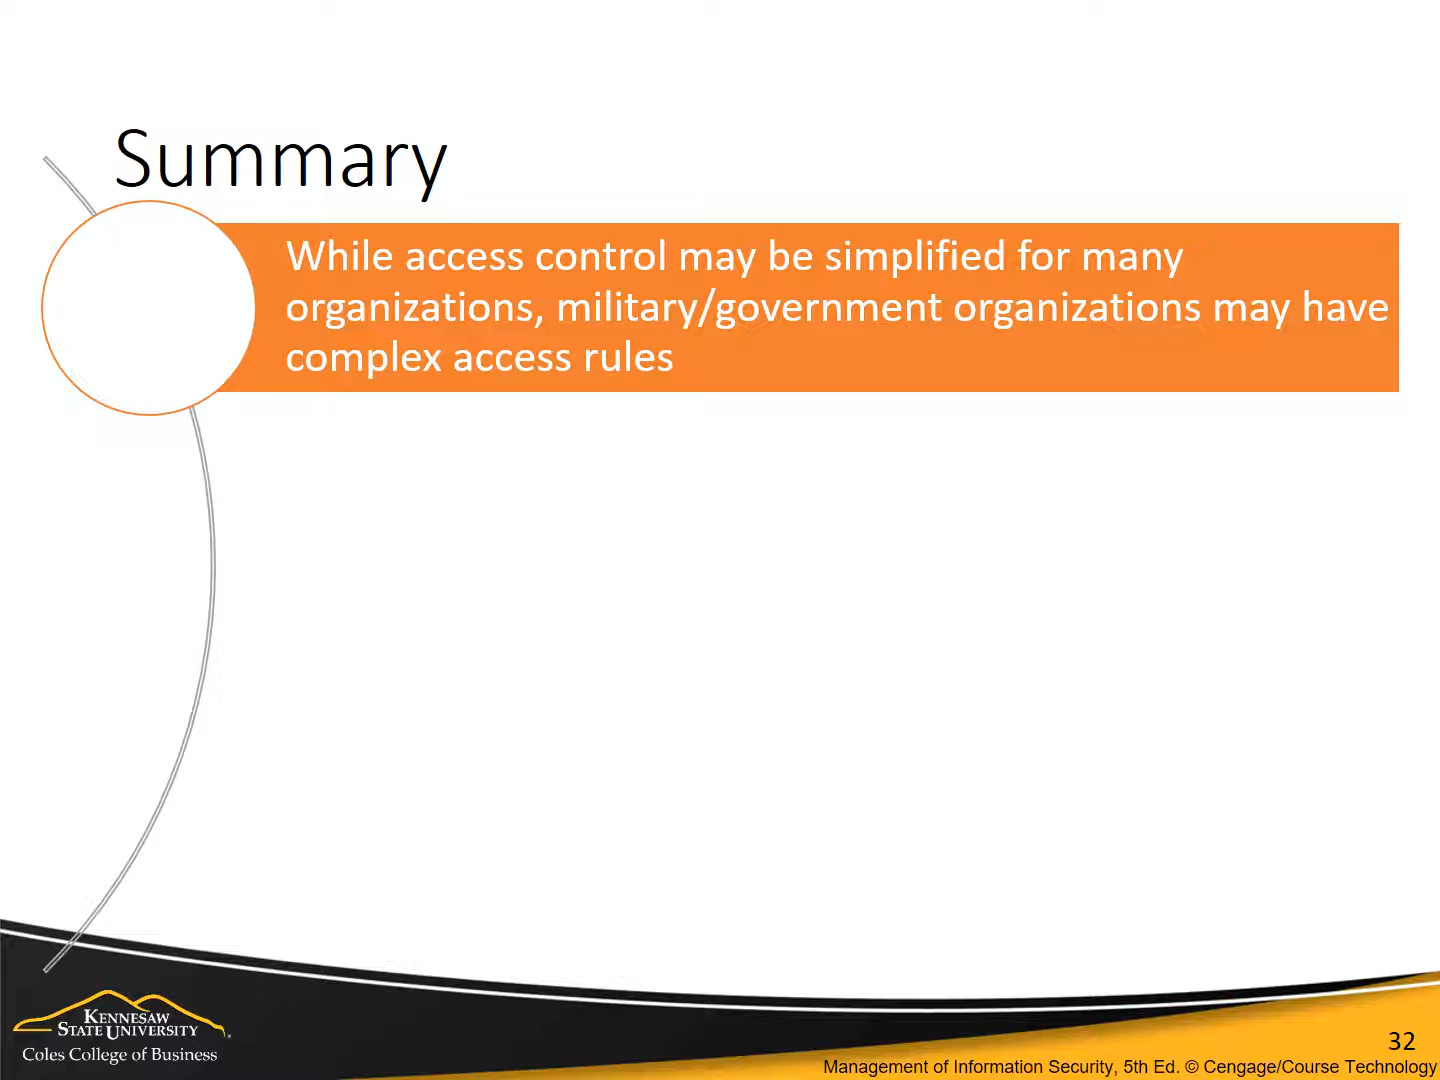 Summary
While access control may be simplified for many
organizations, military/government organizations may have
complex access rules
KENNESAW
STATE UNIVERSITY
Coles College of Business
32
Management of Information Security, 5th Ed. © Cengage/Course Technology